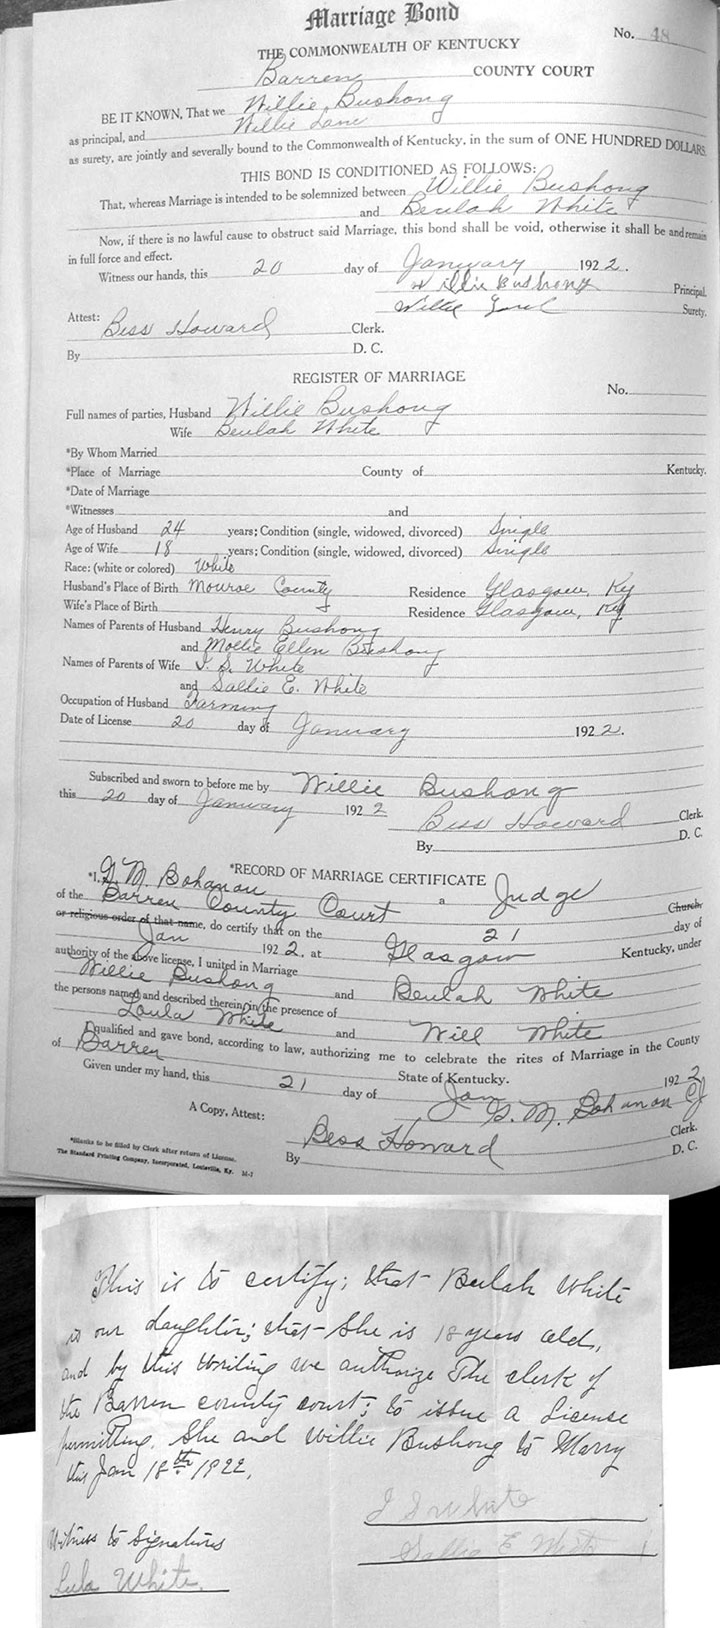 Marriage Bond
No. 48
THE COMMONWEALTH OF KENTUCKY
Barren COUNTY COURT
BE IT KNOWN, That we Willie Bushong
as principal, and Willie Lane
as surety, are jointly and severally bound to the Commonwealth of Kentucky, in the sum of ONE HUNDRED DOLLARS.
THIS BOND IS CONDITIONED AS FOLLOWS:
That, whereas Marriage is intended to be solemnized between Willie Bushong
and Beulah White
Now, if there is no lawful cause to obstruct said Marriage, this bond shall be void, otherwise it shall be and remain
in full force and effect.
Witness our hands, this 20 day of January 1922.
Willie Bushong Principal.
Attest: Willie Surety.
Bess Howard Clerk.
By D. C.
REGISTER OF MARRIAGE
No.
Full names of parties, Husband Willie Bushong
Wife Beulah White
*By Whom Married
*Place of Marriage County of Kentucky.
*Date of Marriage
*Witnesses and
Age of Husband 24 years; Condition (single, widowed, divorced) Single
Age of Wife 18 years; Condition (single, widowed, divorced) Single
Race: (white or colored) White
Husband's Place of Birth Monroe County Residence Glasgow, Ky
Wife's Place of Birth Residence Glasgow, Ky
Names of Parents of Husband Henry Bushong
and Mollie Ellen Bushong
Names of Parents of Wife White
and Sallie E. White
Occupation of Husband Farming
Date of License 20 day of January 1922.
Subscribed and sworn to before me by Willie Bushong
this 20 day of January 1922
Bess Howard Clerk.
By D. C.
*RECORD OF MARRIAGE CERTIFICATE
*I, G. M. Bohanan a Judge
of the Barren County Court Church,
or religious order of that name, do certify that on the 21 day of
Jan 1922, at Glasgow Kentucky, under
authority of the above license, I united in Marriage
Willie Bushong and Beulah White
the persons named and described therein, in the presence of
Loula White and Will White
I qualified and gave bond, according to law, authorizing me to celebrate the rites of Marriage in the County
of Barren State of Kentucky.
Given under my hand, this 21 day of Jan 1922
G. M. Bohanan CJ
A Copy, Attest: Bess Howard Clerk.
By D. C.
*Blanks to be filled by Clerk after return of License.
The Standard Printing Company, Incorporated, Louisville, Ky. M-1
This is to certify; that Beulah White
is our daughter; that she is 18 years old,
and by this writing we authorize The clerk of
the Barren county court; to issue a License
permitting, She and Willie Bushong to Marry
this Jan 18th 1922,
White
Witness to Signatures Sallie E White
Lula White.